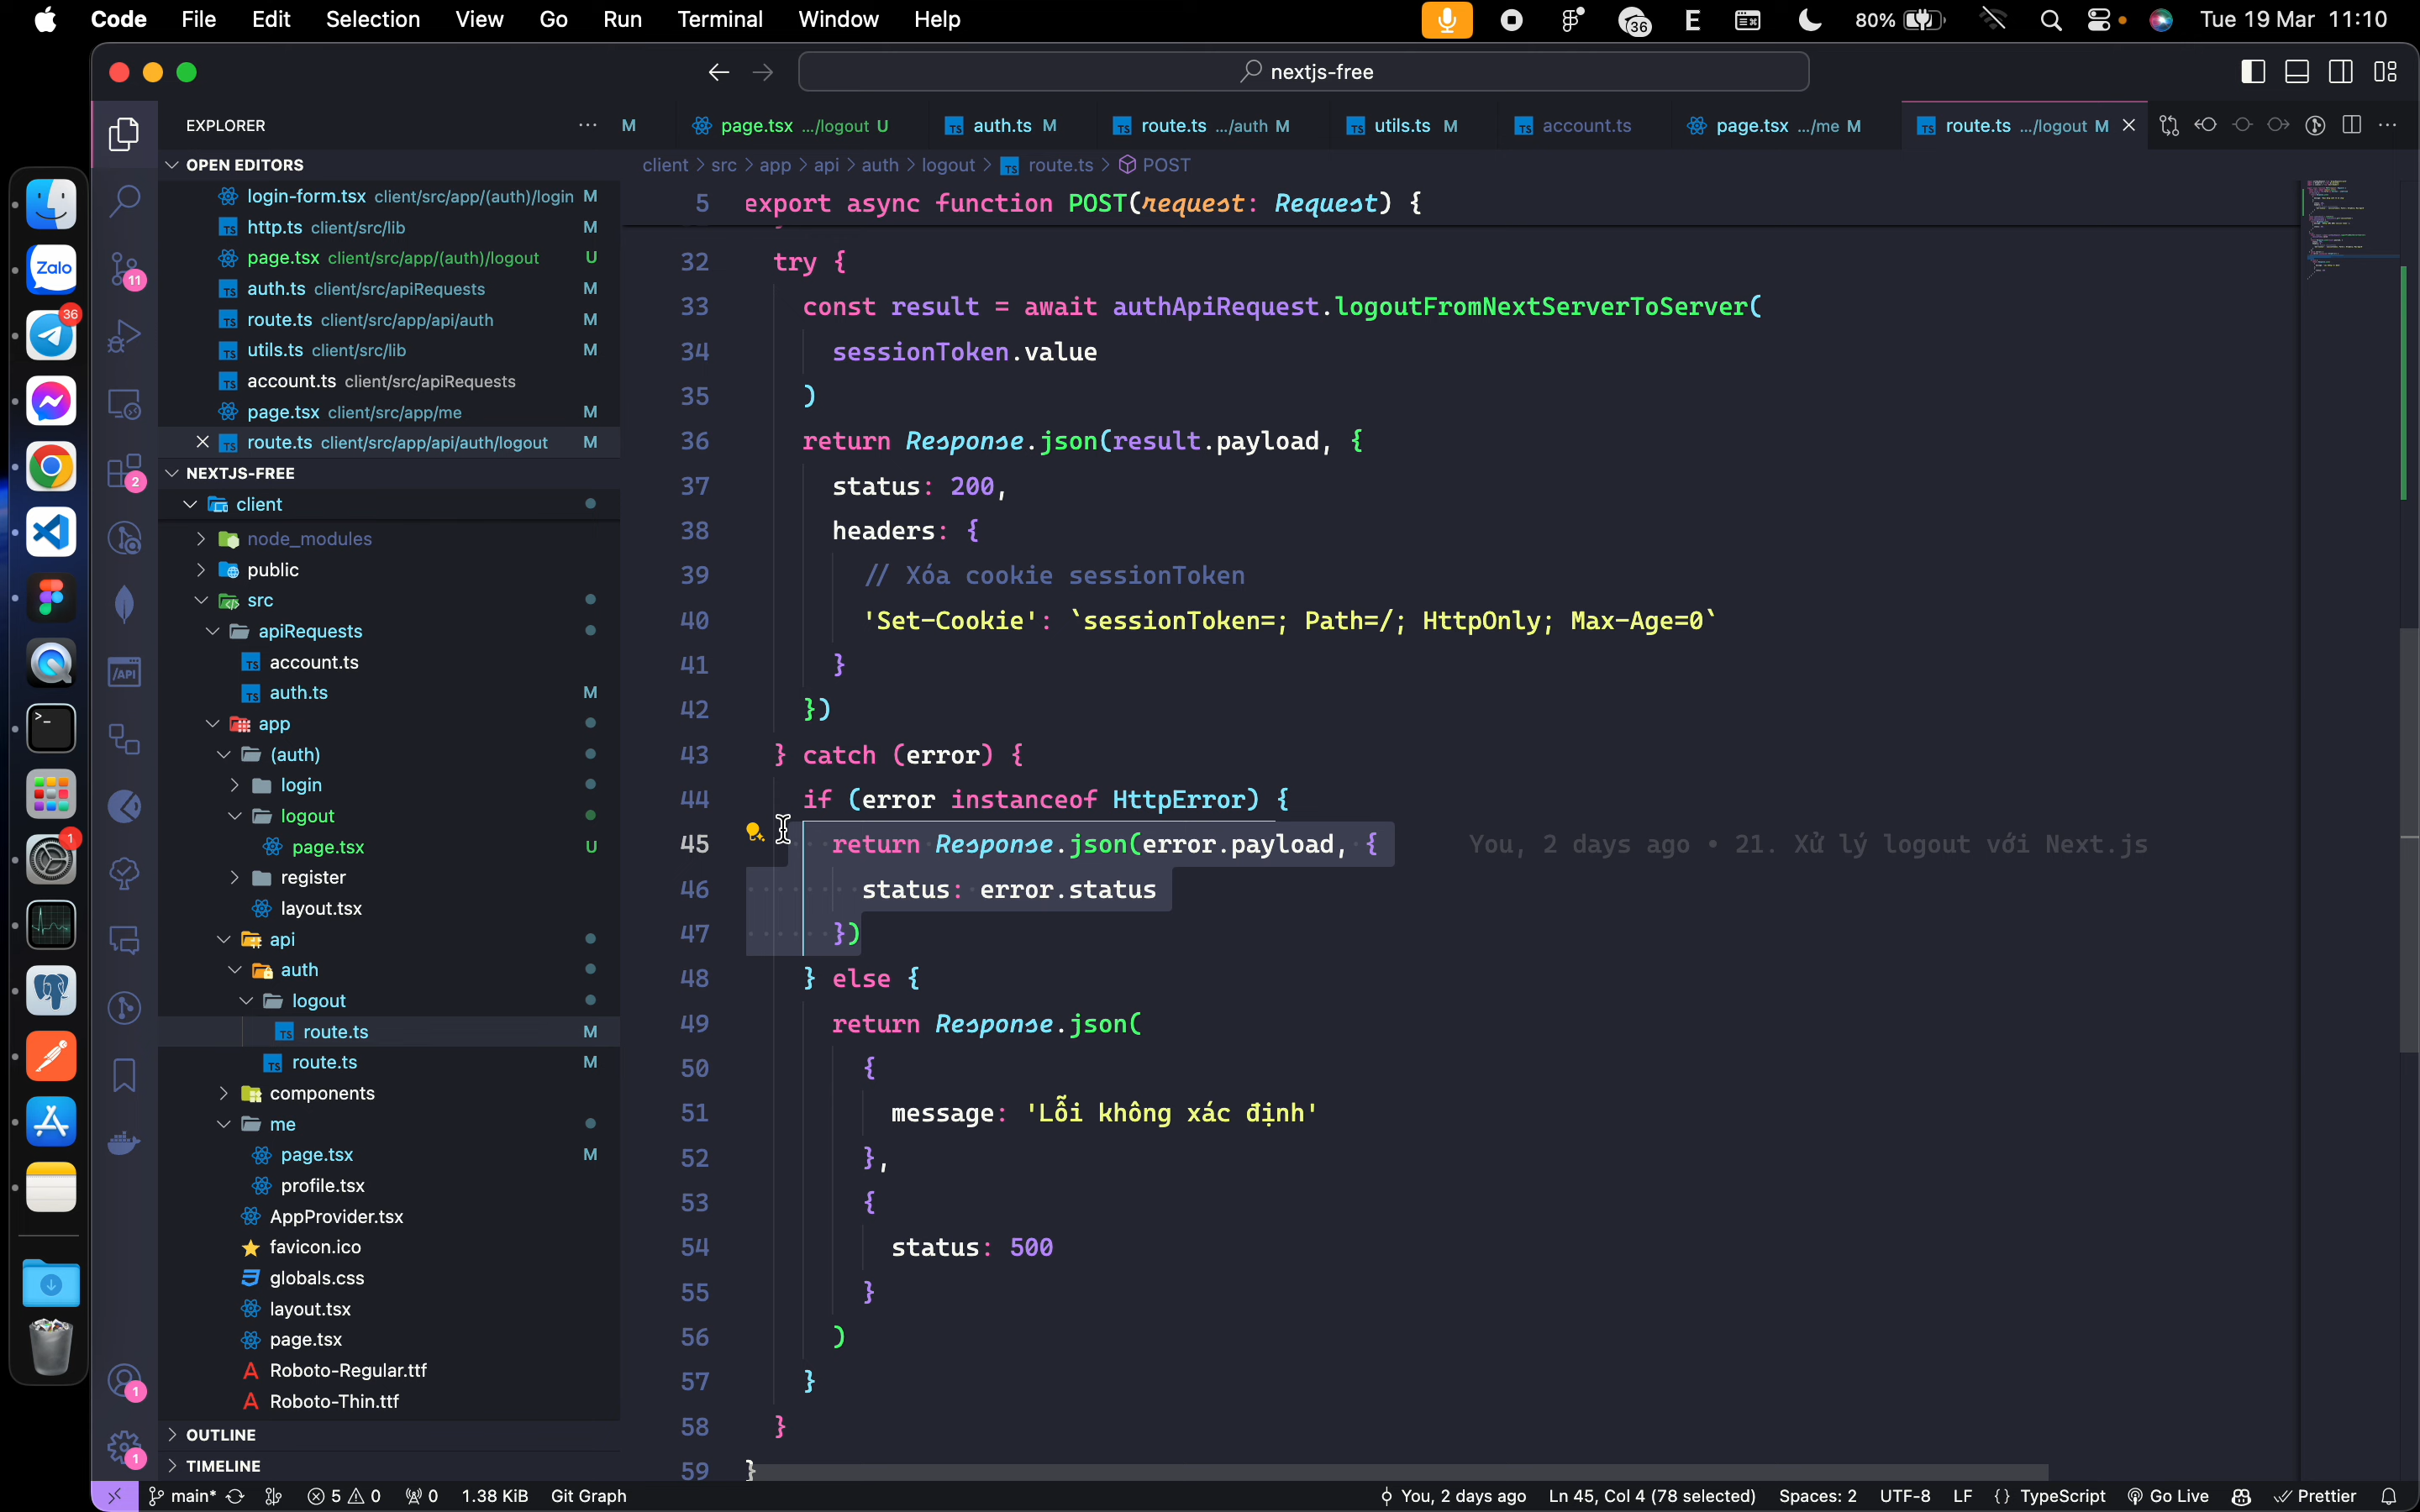 Code File Edit Selection View Go Run Terminal Window Help 36 E 80% Tue 19 Mar 11:10
nextjs-free
EXPLORER M page.tsx .../logout U auth.ts M route.ts .../auth M utils.ts M account.ts page.tsx .../me M route.ts .../logout M
OPEN EDITORS
login-form.tsx client/src/app/(auth)/login M
http.ts client/src/lib M
page.tsx client/src/app/(auth)/logout U
auth.ts client/src/apiRequests M
route.ts client/src/app/api/auth M
utils.ts client/src/lib M
account.ts client/src/apiRequests
page.tsx client/src/app/me M
route.ts client/src/app/api/auth/logout M
NEXTJS-FREE
client
node_modules
public
src
apiRequests
account.ts
auth.ts M
app
(auth)
login
logout
page.tsx U
register
layout.tsx
api
auth
logout
route.ts M
route.ts M
components
me
page.tsx M
profile.tsx
AppProvider.tsx
favicon.ico
globals.css
layout.tsx
page.tsx
Roboto-Regular.ttf
Roboto-Thin.ttf
OUTLINE
TIMELINE
Zalo
36
1
11
2
/API
1
1
client > src > app > api > auth > logout > route.ts > POST
5 export async function POST(request: Request) {
32 try {
33 const result = await authApiRequest.logoutFromNextServerToServer(
34 sessionToken.value
35 )
36 return Response.json(result.payload, {
37 status: 200,
38 headers: {
39 // Xóa cookie sessionToken
40 'Set-Cookie': `sessionToken=; Path=/; HttpOnly; Max-Age=0`
41 }
42 })
43 } catch (error) {
44 if (error instanceof HttpError) {
45 return Response.json(error.payload, { You, 2 days ago • 21. Xử lý logout với Next.js
46 status: error.status
47 })
48 } else {
49 return Response.json(
50 {
51 message: 'Lỗi không xác định'
52 },
53 {
54 status: 500
55 }
56 )
57 }
58 }
59 }
main* 5 0 0 1.38 KiB Git Graph You, 2 days ago Ln 45, Col 4 (78 selected) Spaces: 2 UTF-8 LF {} TypeScript Go Live Prettier